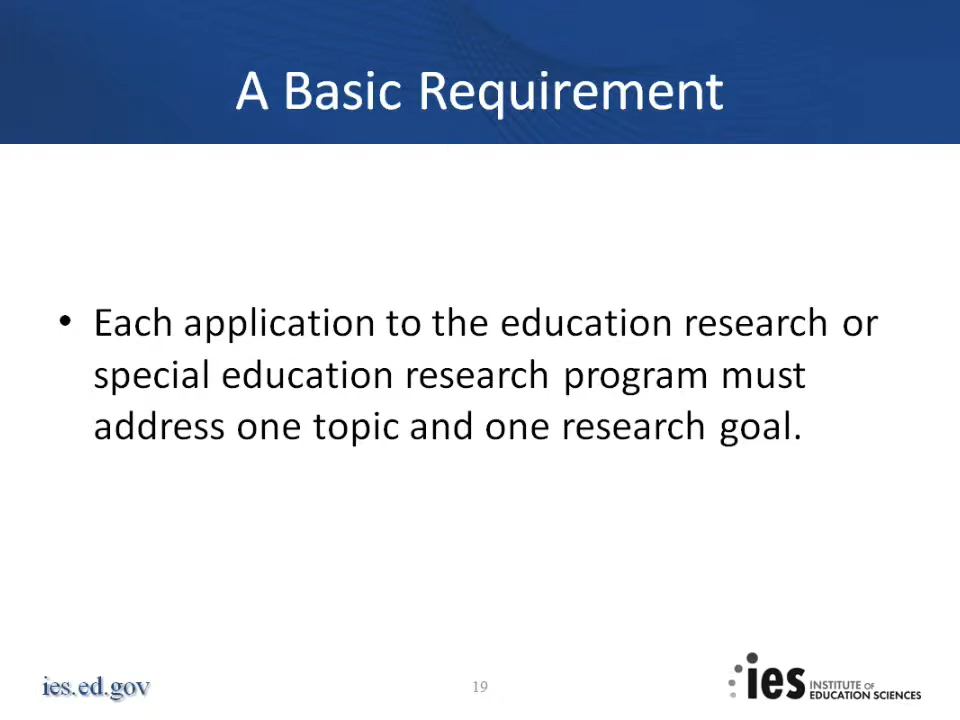 A Basic Requirement
• Each application to the education research or
special education research program must
address one topic and one research goal.
ies.ed.gov
19
ies INSTITUTE OF
EDUCATION SCIENCES